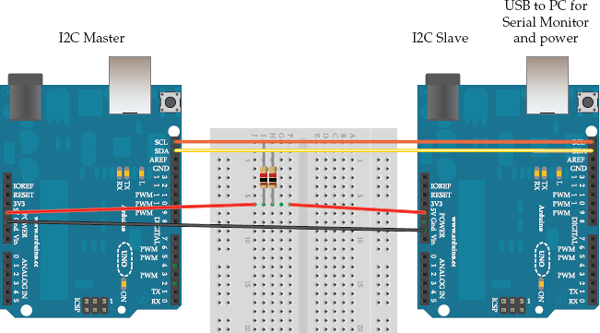 USB to PC for
Serial Monitor
and power
I2C Master
I2C Slave
SCL
SDA
AREF
GND
IOREF
RESET
3V3
RX
TX
L
13
12
11
10
9
8
PWM
PWM
PWM
Arduino
www.arduino.cc
DIGITAL
Gnd
Vin
7
6
5
4
3
2
1
0
PWM
PWM
PWM
TX
RX
UNO
ON
ANALOG IN
0
1
2
3
4
5
ICSP
J I H G F
E D C B A
1
5
10
15
20
SCL
SDA
AREF
GND
IOREF
RESET
3V3
RX
TX
L
13
12
11
10
9
8
PWM
PWM
PWM
Arduino
www.arduino.cc
DIGITAL
POWER
5V
Gnd
Vin
7
6
5
4
3
2
1
0
PWM
PWM
PWM
TX
RX
UNO
ON
ANALOG IN
0
1
2
3
4
5
ICSP